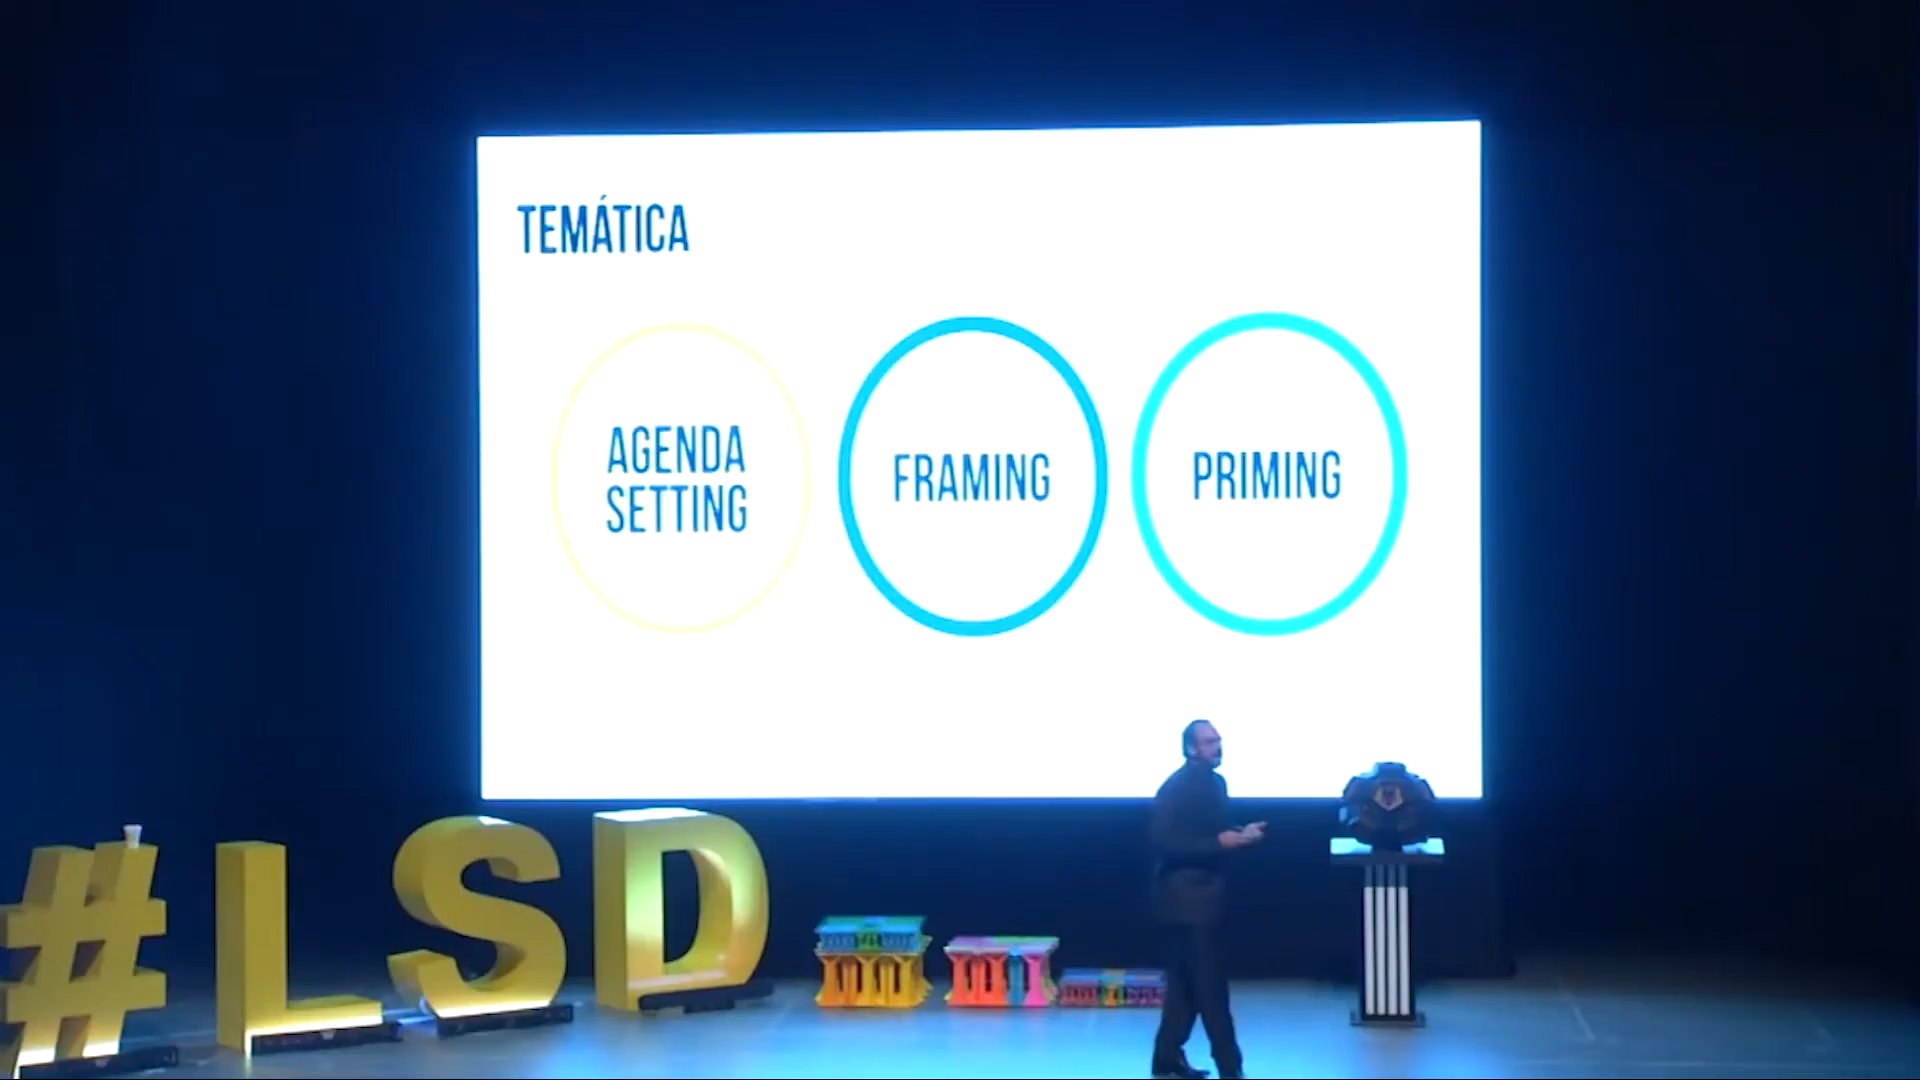 TEMÁTICA
AGENDA
SETTING
FRAMING
PRIMING
#LSD